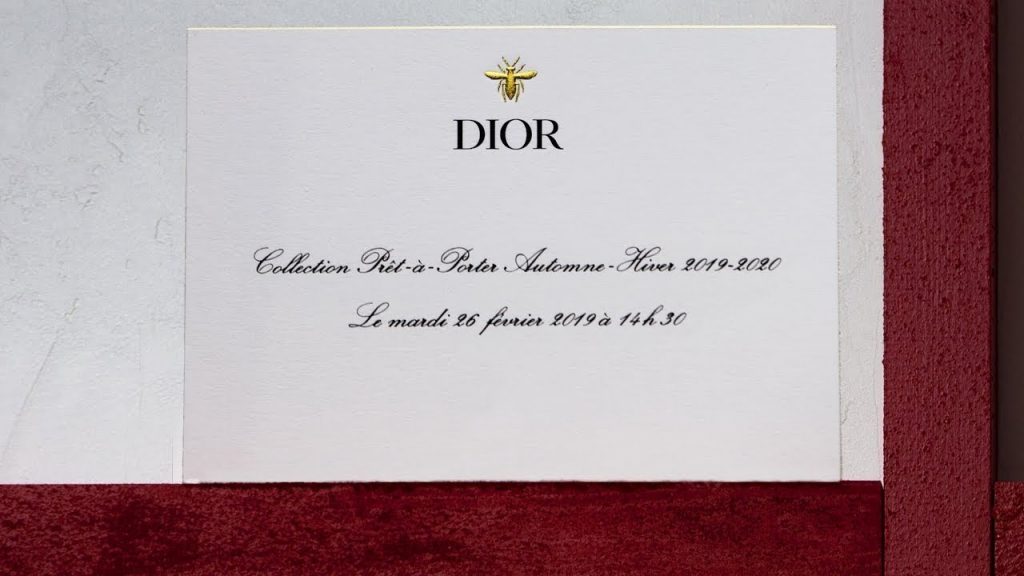 DIOR
Collection Prêt-à-Porter Automne-Hiver 2019-2020
Le mardi 26 février 2019 à 14h30